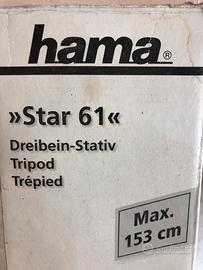 hama®
»Star 61«
Dreibein-Stativ
Tripod
Trépied
Max.
153 cm